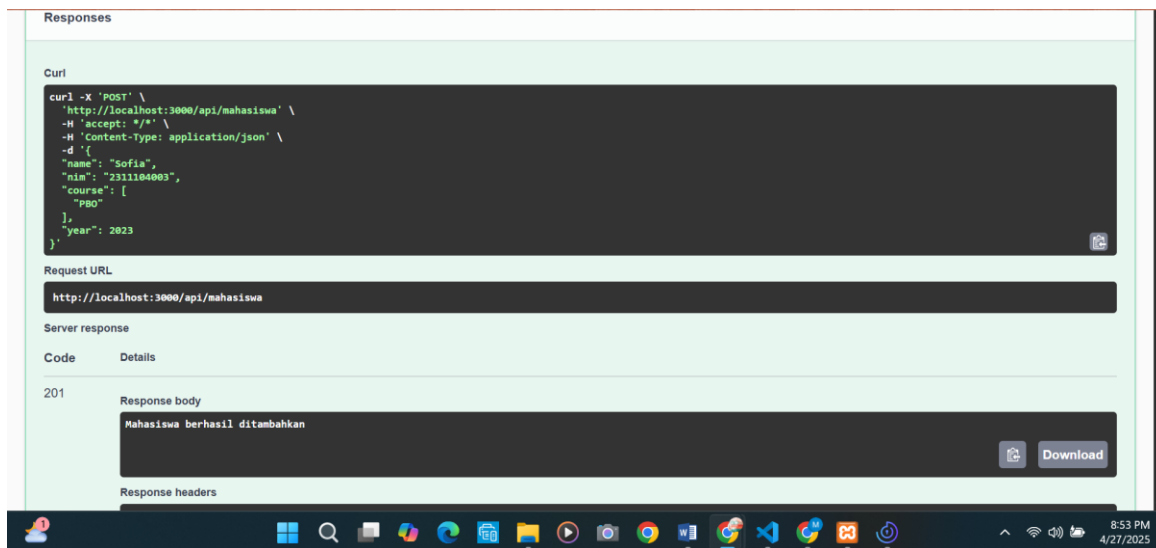 Responses
Curl
curl -X 'POST' \
'http://localhost:3000/api/mahasiswa' \
-H 'accept: */*' \
-H 'Content-Type: application/json' \
-d '{
"name": "Sofia",
"nim": "2311104003",
"course": [
"PBO"
],
"year": 2023
}'
Request URL
http://localhost:3000/api/mahasiswa
Server response
Code Details
201
Response body
Mahasiswa berhasil ditambahkan
Download
Response headers
1
8:53 PM
4/27/2025